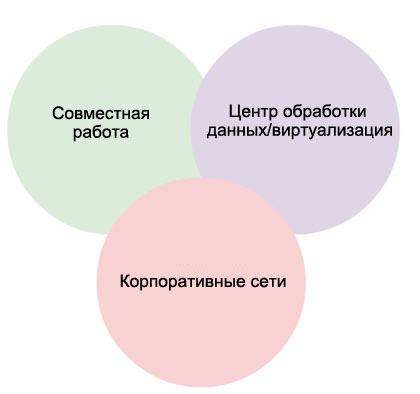 Совместная
работа
Центр обработки
данных/виртуализация
Корпоративные сети